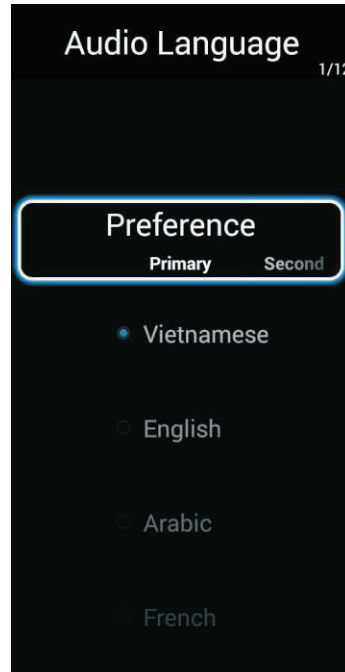 Audio Language
1/12
Preference
Primary Second
Vietnamese
English
Arabic
French